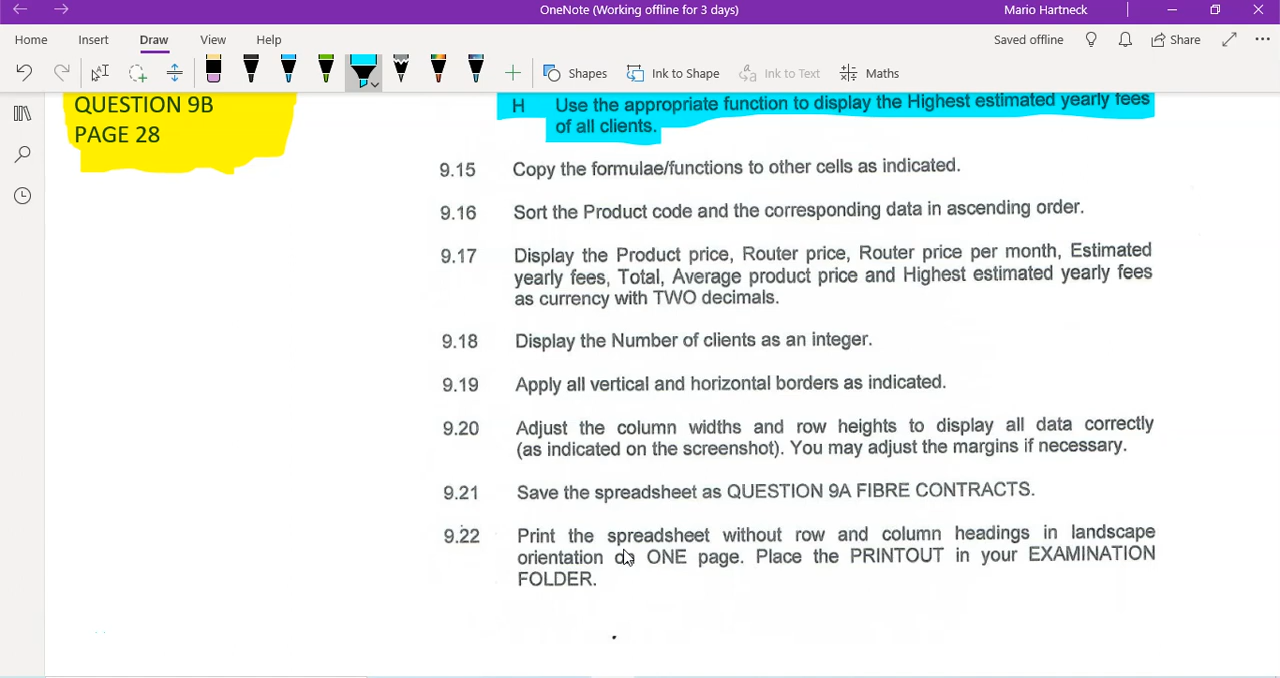 OneNote (Working offline for 3 days)
Mario Hartneck
Home Insert Draw View Help
Saved offline
Share
Shapes
Ink to Shape
Ink to Text
Maths
QUESTION 9B
PAGE 28
H Use the appropriate function to display the Highest estimated yearly fees
of all clients.
9.15 Copy the formulae/functions to other cells as indicated.
9.16 Sort the Product code and the corresponding data in ascending order.
9.17 Display the Product price, Router price, Router price per month, Estimated
yearly fees, Total, Average product price and Highest estimated yearly fees
as currency with TWO decimals.
9.18 Display the Number of clients as an integer.
9.19 Apply all vertical and horizontal borders as indicated.
9.20 Adjust the column widths and row heights to display all data correctly
(as indicated on the screenshot). You may adjust the margins if necessary.
9.21 Save the spreadsheet as QUESTION 9A FIBRE CONTRACTS.
9.22 Print the spreadsheet without row and column headings in landscape
orientation on ONE page. Place the PRINTOUT in your EXAMINATION
FOLDER.